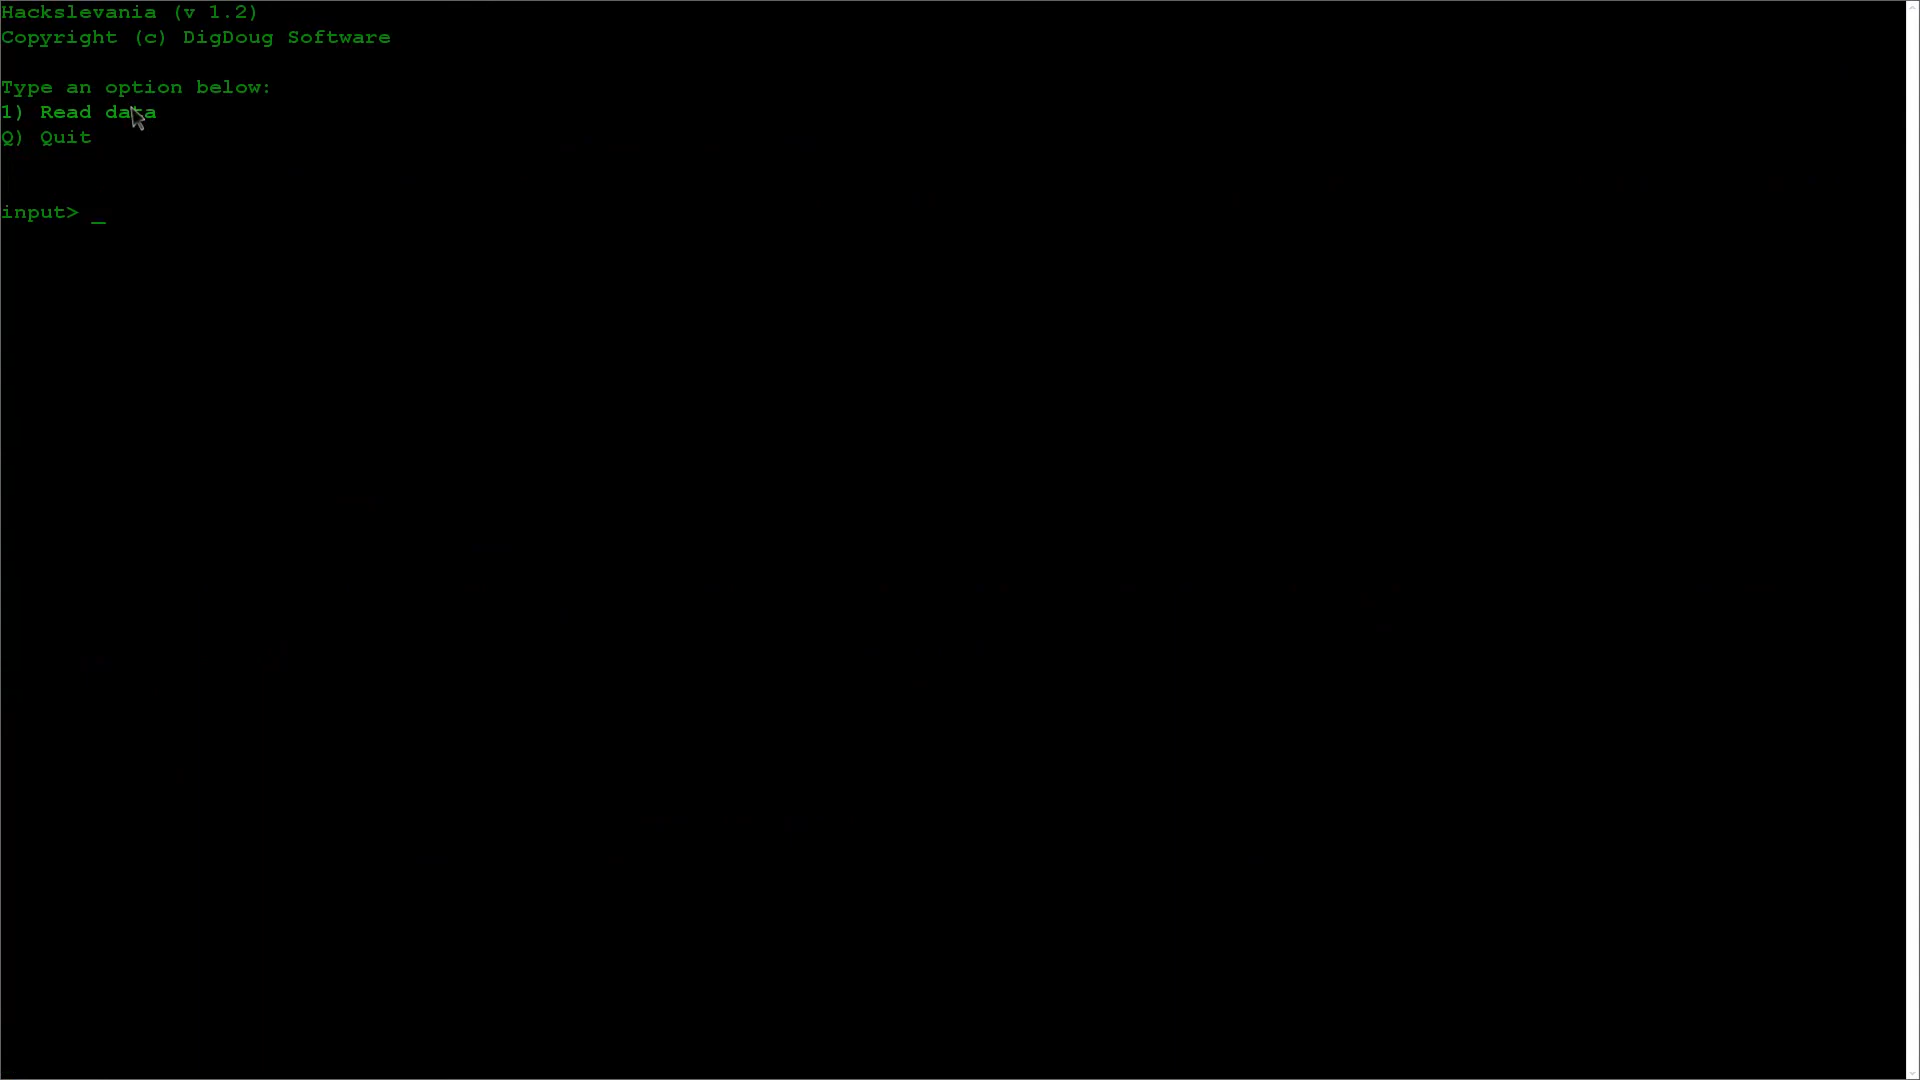 Hackslevania (v 1.2)
Copyright (c) DigDoug Software
Type an option below:
1) Read data
Q) Quit
input> _